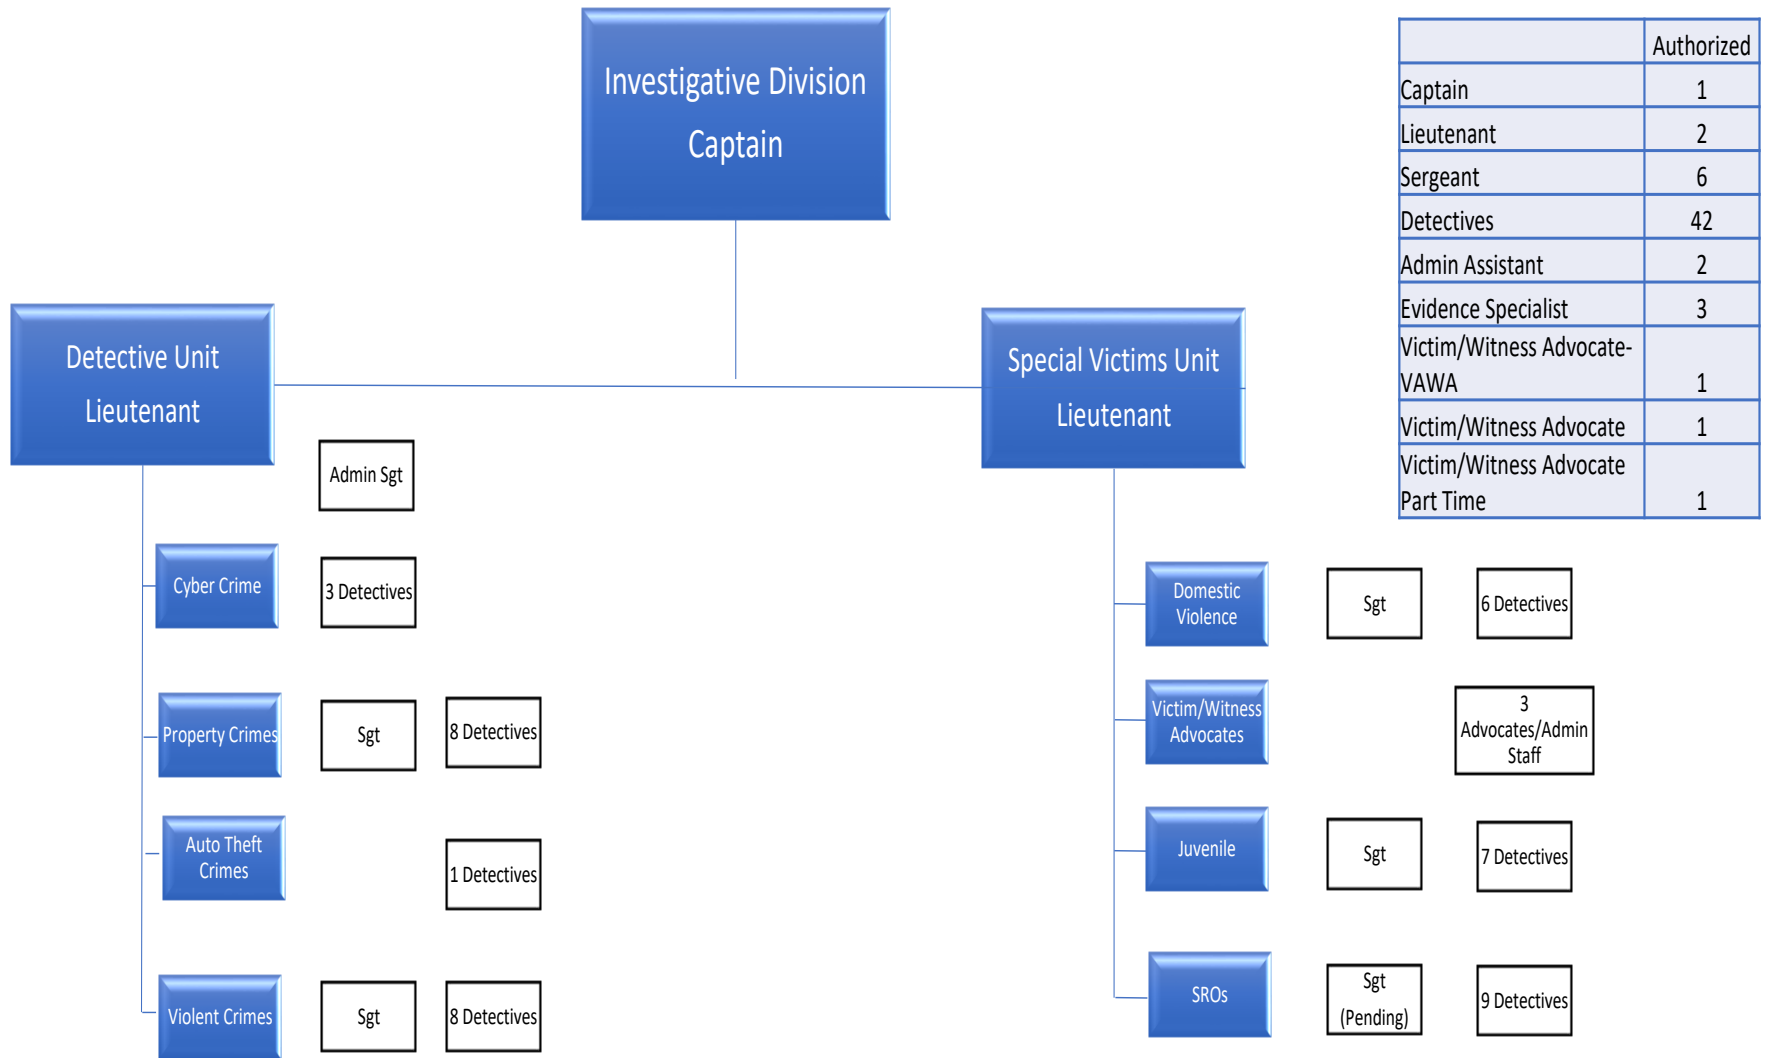 Investigative Division
Captain
Authorized
Captain 1
Lieutenant 2
Sergeant 6
Detectives 42
Admin Assistant 2
Evidence Specialist 3
Victim/Witness Advocate-
VAWA 1
Victim/Witness Advocate 1
Victim/Witness Advocate
Part Time 1
Detective Unit
Lieutenant
Admin Sgt
Cyber Crime
3 Detectives
Property Crimes
Sgt
8 Detectives
Auto Theft
Crimes
1 Detectives
Violent Crimes
Sgt
8 Detectives
Special Victims Unit
Lieutenant
Domestic
Violence
Sgt
6 Detectives
Victim/Witness
Advocates
3
Advocates/Admin
Staff
Juvenile
Sgt
7 Detectives
SROs
Sgt
(Pending)
9 Detectives